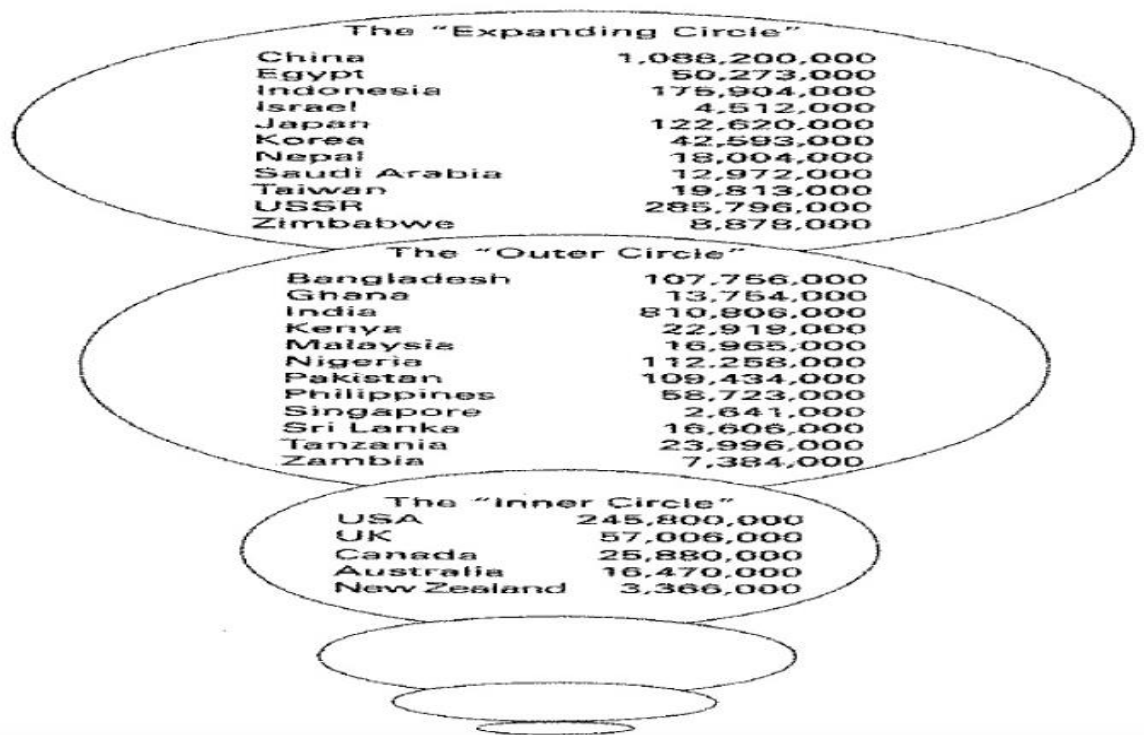 The "Expanding Circle"
China 1,088,200,000
Egypt 50,273,000
Indonesia 175,904,000
Israel 4,512,000
Japan 122,620,000
Korea 42,593,000
Nepal 18,004,000
Saudi Arabia 12,972,000
Taiwan 19,813,000
USSR 285,796,000
Zimbabwe 8,878,000
The "Outer Circle"
Bangladesh 107,756,000
Ghana 13,754,000
India 810,806,000
Kenya 22,919,000
Malaysia 16,965,000
Nigeria 112,258,000
Pakistan 109,434,000
Philippines 58,723,000
Singapore 2,641,000
Sri Lanka 16,606,000
Tanzania 23,996,000
Zambia 7,384,000
The "Inner Circle"
USA 245,800,000
UK 57,006,000
Canada 25,880,000
Australia 16,470,000
New Zealand 3,366,000